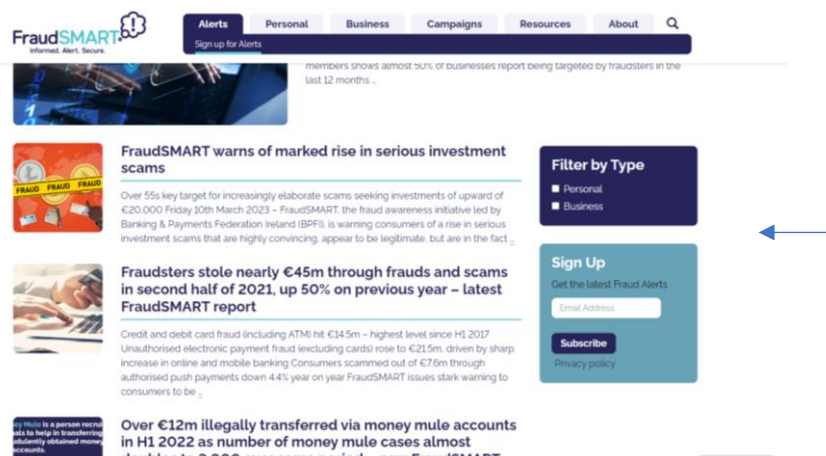 FraudSMART
Informed. Alert. Secure.
Alerts
Personal
Business
Campaigns
Resources
About
Sign up for Alerts
members shows almost 50% of businesses report being targeted by fraudsters in the
last 12 months ..
FRAUD FRAUD FRAUD
FraudSMART warns of marked rise in serious investment
scams
Over 55s key target for increasingly elaborate scams seeking investments of upward of
€20,000 Friday 10th March 2023 – FraudSMART, the fraud awareness initiative led by
Banking & Payments Federation Ireland (BPFI), is warning consumers of a rise in serious
investment scams that are highly convincing, appear to be legitimate, but are in the fact ..
Filter by Type
Personal
Business
Fraudsters stole nearly €45m through frauds and scams
in second half of 2021, up 50% on previous year – latest
FraudSMART report
Credit and debit card fraud (including ATM) hit €14.5m – highest level since H1 2017
Unauthorised electronic payment fraud (excluding cards) rose to €21.5m, driven by sharp
increase in online and mobile banking Consumers scammed out of €7.6m through
authorised push payments down 4.4% year on year FraudSMART issues stark warning to
consumers to be ..
Sign Up
Get the latest Fraud Alerts
Email Address
Subscribe
Privacy policy
ey Mule is a person recrui
als to help in transferring
dulently obtained money
accounts.
Over €12m illegally transferred via money mule accounts
in H1 2022 as number of money mule cases almost